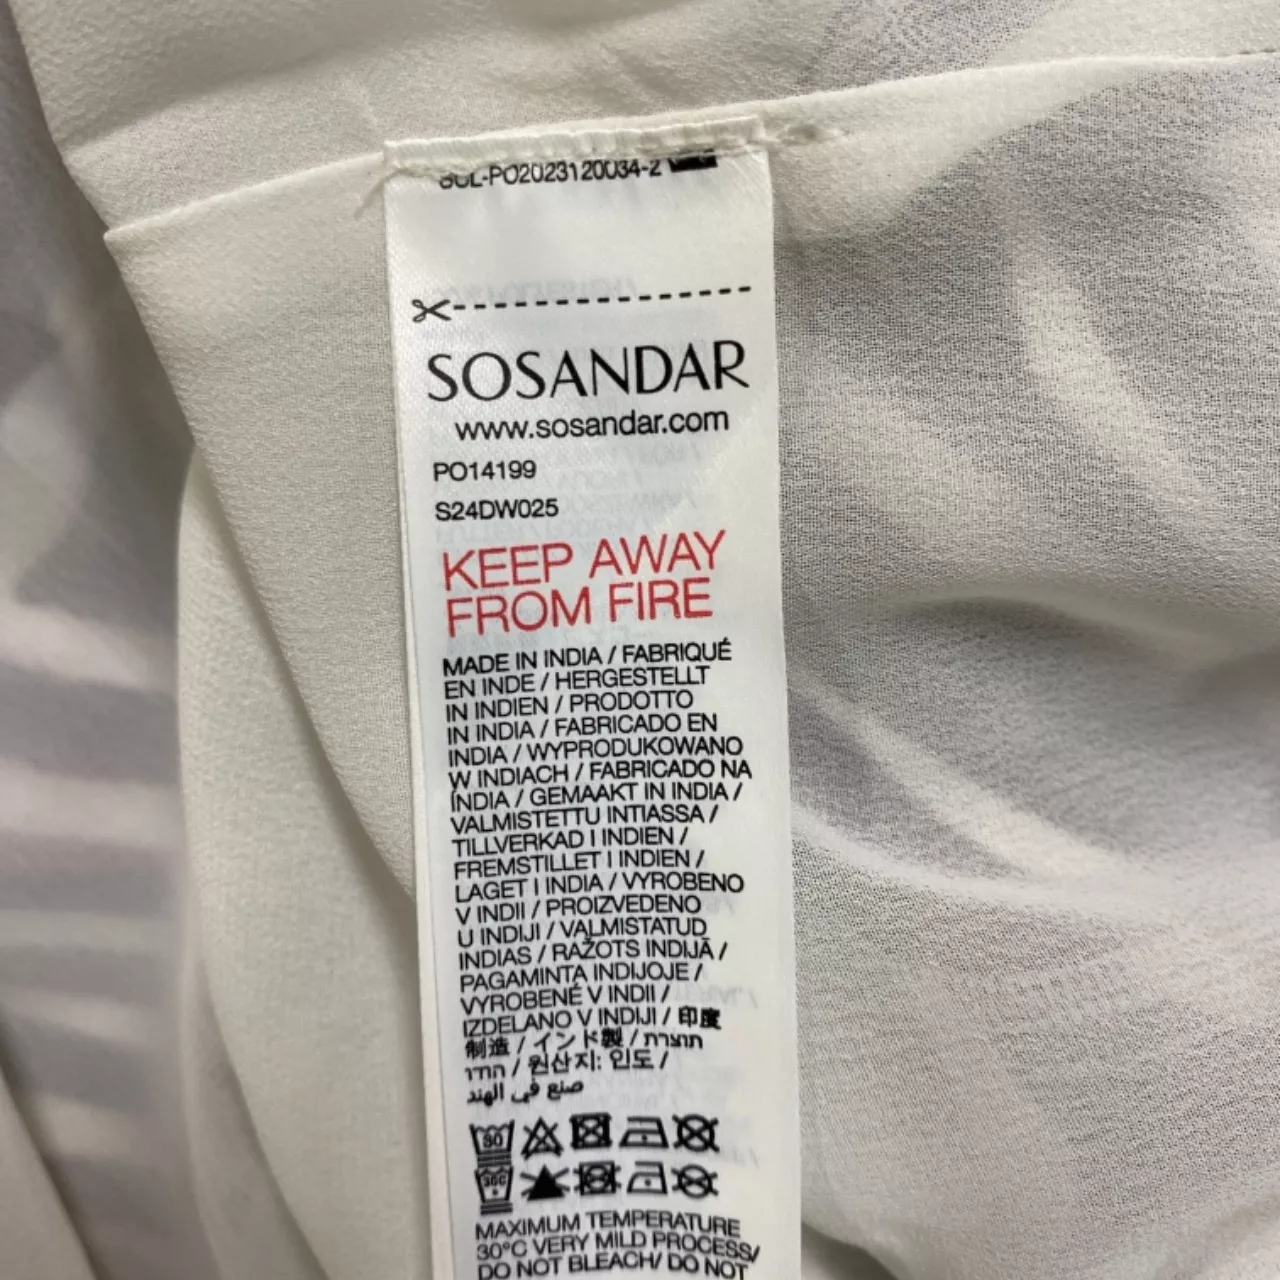 SOL-PO2023120034-2
SOSANDAR
www.sosandar.com
PO14199
S24DW025
KEEP AWAY
FROM FIRE
MADE IN INDIA / FABRIQUÉ
EN INDE / HERGESTELLT
IN INDIEN / PRODOTTO
IN INDIA / FABRICADO EN
INDIA / WYPRODUKOWANO
W INDIACH / FABRICADO NA
ÍNDIA / GEMAAKT IN INDIA /
VALMISTETTU INTIASSA /
TILLVERKAD I INDIEN /
FREMSTILLET I INDIEN /
LAGET I INDIA / VYROBENO
V INDII / PROIZVEDENO
U INDIJI / VALMISTATUD
INDIAS / RAŽOTS INDIJĀ /
PAGAMINTA INDIJOJE /
VYROBENÉ V INDII /
IZDELANO V INDIJI / 印度
制造 / インド製 / תוצרת
הודו / 원산지: 인도 /
صنع في الهند
30
30C
MAXIMUM TEMPERATURE
30°C VERY MILD PROCESS/
DO NOT BLEACH/ DO NOT